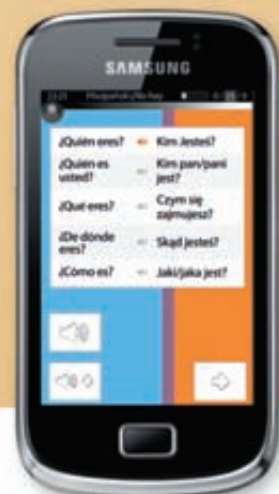 SAMSUNG
¿Quién eres? Kim Jesteś?
¿Quién es Kim pan/pani
usted? jest?
¿Qué eres? Czym się
zajmujesz?
¿De dónde Skąd jesteś?
eres?
¿Cómo es? Jaki/jaka jest?